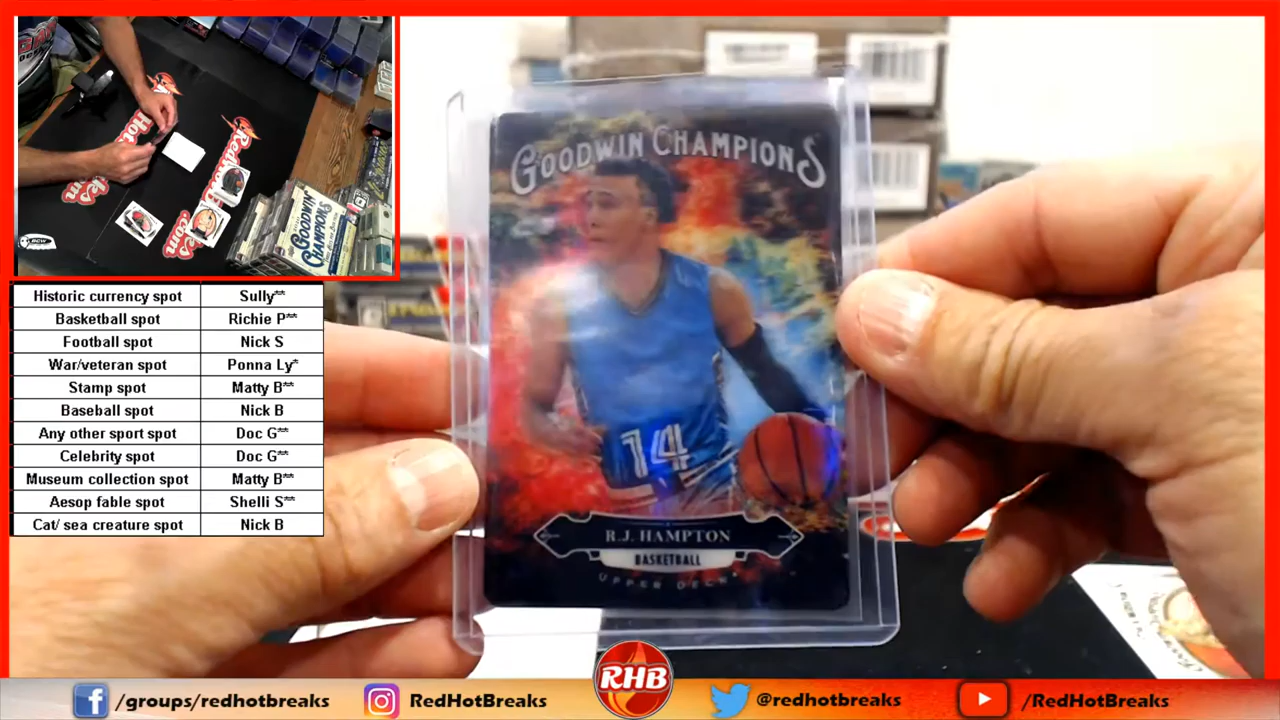 Historic currency spot Sully**
Basketball spot Richie P**
Football spot Nick S
War/veteran spot Ponna Ly*
Stamp spot Matty B**
Baseball spot Nick B
Any other sport spot Doc G**
Celebrity spot Doc G**
Museum collection spot Matty B**
Aesop fable spot Shelli S**
Cat/ sea creature spot Nick B
GOODWIN CHAMPIONS
14
R.J. HAMPTON
BASKETBALL
UPPER DECK
GOODWIN
CHAMPIONS
RHB
/groups/redhotbreaks
RedHotBreaks
@redhotbreaks
/RedHotBreaks